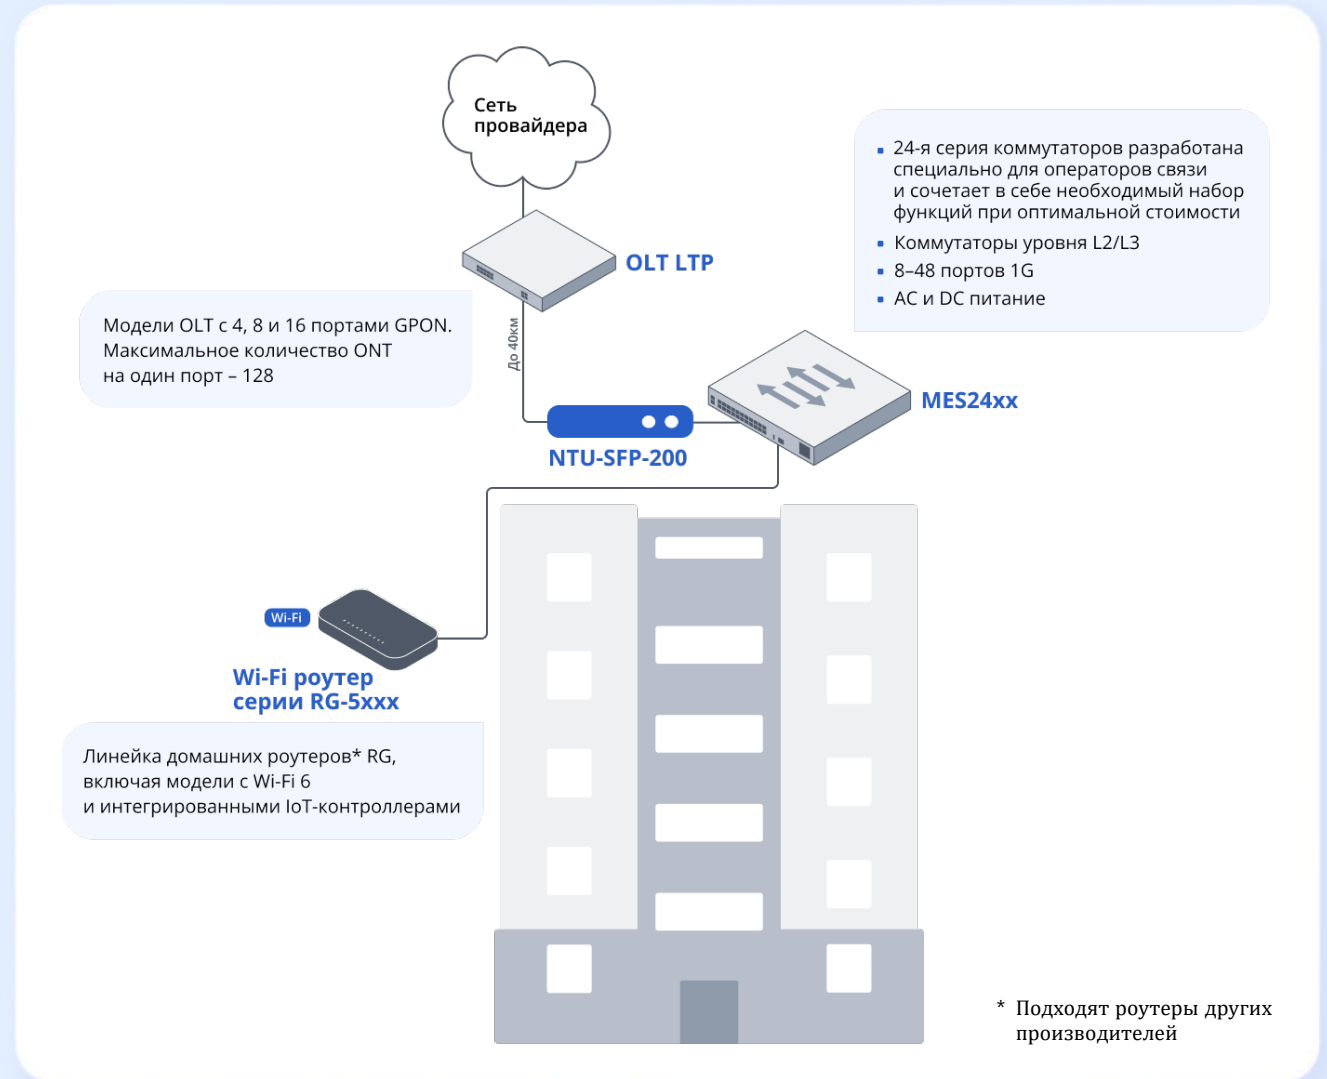 Сеть
провайдера
24-я серия коммутаторов разработана
специально для операторов связи
и сочетает в себе необходимый набор
функций при оптимальной стоимости
Коммутаторы уровня L2/L3
8–48 портов 1G
AC и DC питание
OLT LTP
Модели OLT с 4, 8 и 16 портами GPON.
Максимальное количество ONT
на один порт – 128
До 40км
MES24xx
NTU-SFP-200
Wi-Fi
Wi-Fi роутер
серии RG-5xxx
Линейка домашних роутеров* RG,
включая модели с Wi-Fi 6
и интегрированными IoT-контроллерами
* Подходят роутеры других
производителей